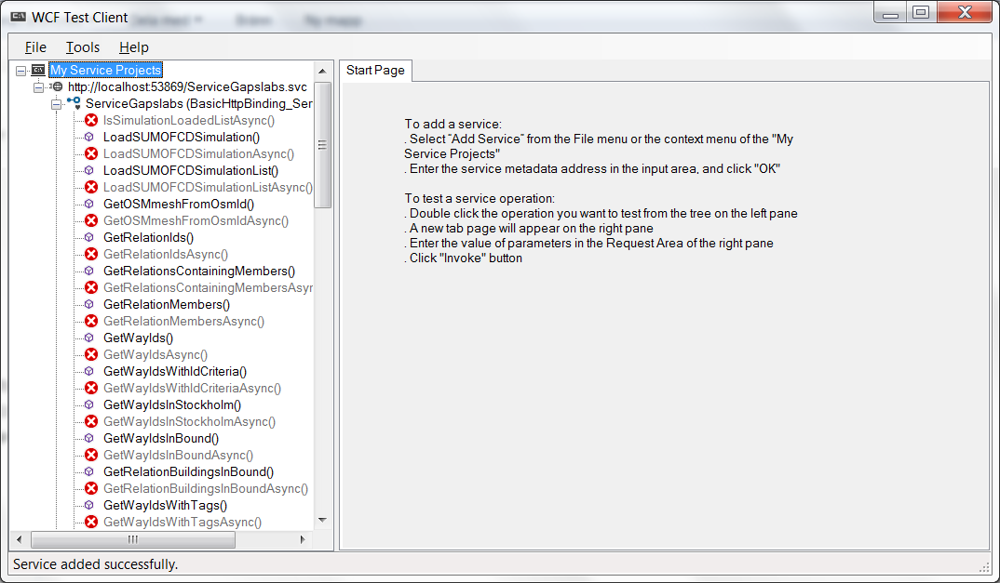 WCF Test Client
File Tools Help
My Service Projects
http://localhost:53869/ServiceGapslabs.svc
ServiceGapslabs (BasicHttpBinding_Ser
IsSimulationLoadedListAsync()
LoadSUMOFCDSimulation()
LoadSUMOFCDSimulationAsync()
LoadSUMOFCDSimulationList()
LoadSUMOFCDSimulationListAsync()
GetOSMmeshFromOsmId()
GetOSMmeshFromOsmIdAsync()
GetRelationIds()
GetRelationIdsAsync()
GetRelationsContainingMembers()
GetRelationsContainingMembersAsyr
GetRelationMembers()
GetRelationMembersAsync()
GetWayIds()
GetWayIdsAsync()
GetWayIdsWithIdCriteria()
GetWayIdsWithIdCriteriaAsync()
GetWayIdsInStockholm()
GetWayIdsInStockholmAsync()
GetWayIdsInBound()
GetWayIdsInBoundAsync()
GetRelationBuildingsInBound()
GetRelationBuildingsInBoundAsync()
GetWayIdsWithTags()
GetWayIdsWithTagsAsync()
Start Page
To add a service:
. Select “Add Service” from the File menu or the context menu of the "My
Service Projects"
. Enter the service metadata address in the input area, and click "OK"
To test a service operation:
. Double click the operation you want to test from the tree on the left pane
. A new tab page will appear on the right pane
. Enter the value of parameters in the Request Area of the right pane
. Click "Invoke" button
Service added successfully.